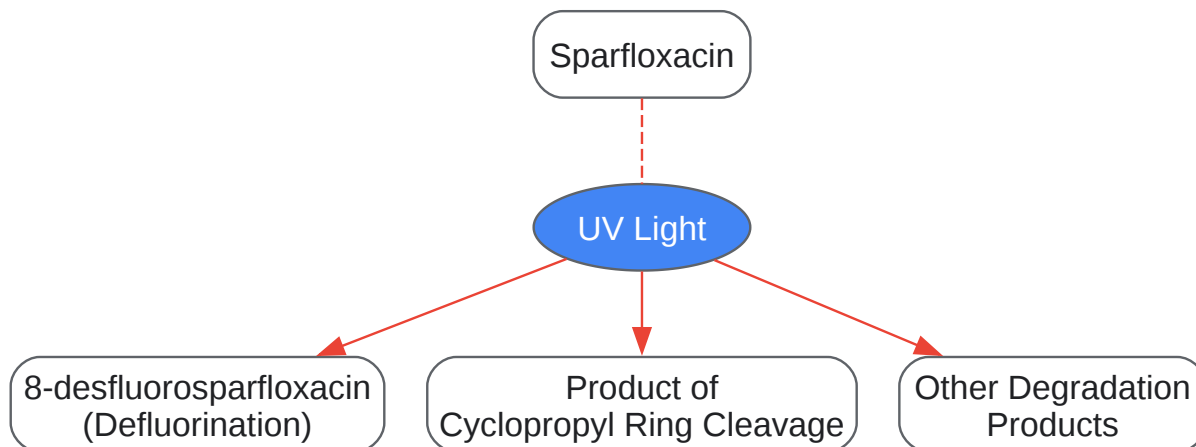 Sparfloxacin
UV Light
8-desfluorosparfloxacin
(Defluorination)
Product of
Cyclopropyl Ring Cleavage
Other Degradation
Products